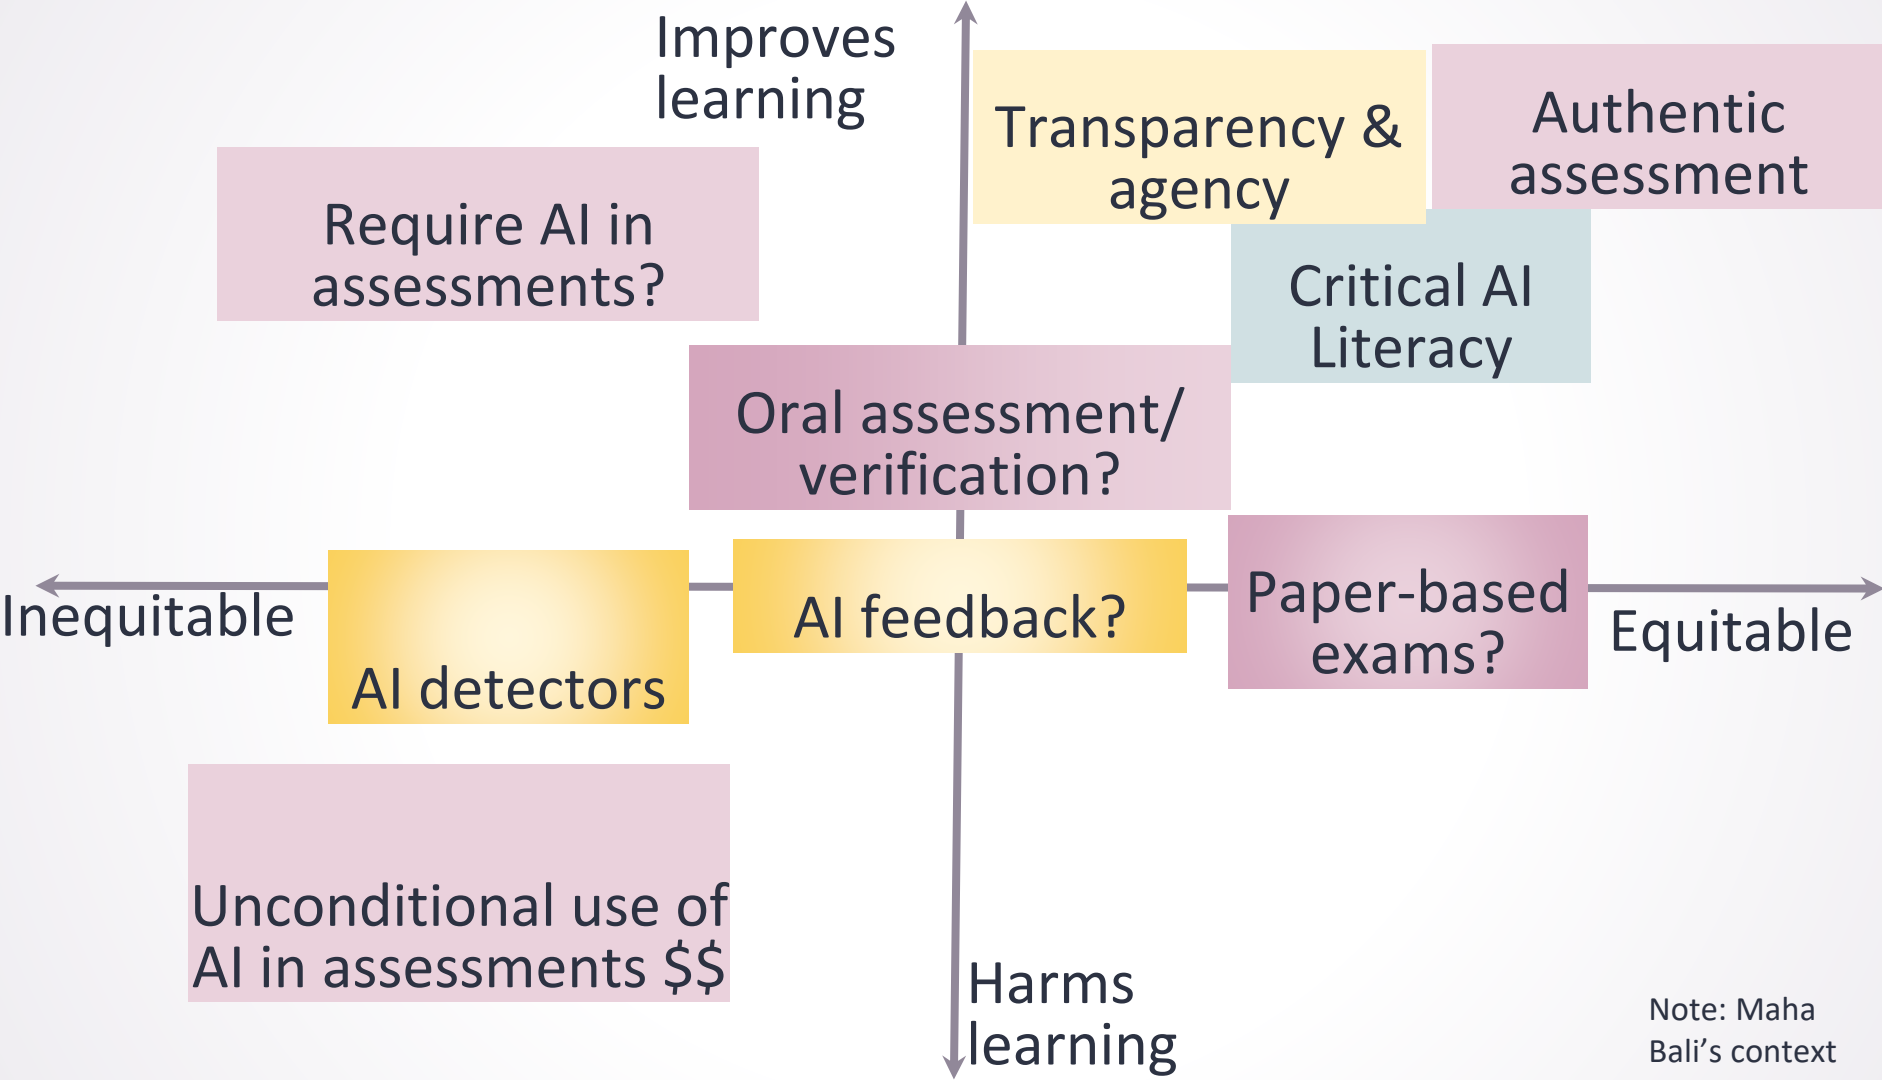 Improves
learning
Transparency &
agency
Authentic
assessment
Require AI in
assessments?
Critical AI
Literacy
Oral assessment/
verification?
Inequitable
AI detectors
AI feedback?
Paper-based
exams?
Equitable
Unconditional use of
AI in assessments $$
Harms
learning
Note: Maha
Bali’s context